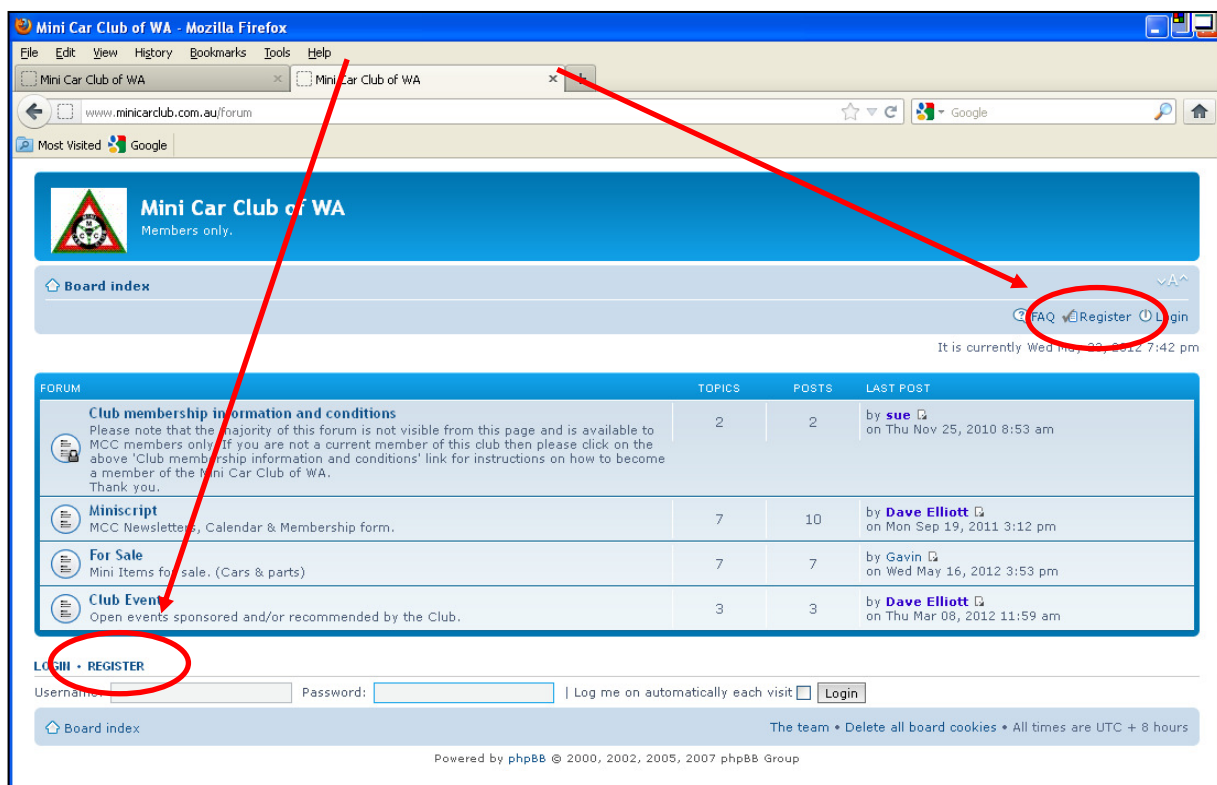 Mini Car Club of WA - Mozilla Firefox
File Edit View History Bookmarks Tools Help
Mini Car Club of WA
Mini Car Club of WA
www.minicarclub.com.au/forum
Google
Most Visited Google
Mini Car Club of WA
Members only.
Board index
A
FAQ Register Login
It is currently Wed May 23, 2012 7:42 pm
FORUM TOPICS POSTS LAST POST
Club membership information and conditions
Please note that the majority of this forum is not visible from this page and is available to
MCC members only. If you are not a current member of this club then please click on the
above 'Club membership information and conditions' link for instructions on how to become
a member of the Mini Car Club of WA.
Thank you.
2 2
by sue
on Thu Nov 25, 2010 8:53 am
Miniscript
MCC Newsletters, Calendar & Membership form.
7 10
by Dave Elliott
on Mon Sep 19, 2011 3:12 pm
For Sale
Mini Items for sale. (Cars & parts)
7 7
by Gavin
on Wed May 16, 2012 3:53 pm
Club Events
Open events sponsored and/or recommended by the Club.
3 3
by Dave Elliott
on Thu Mar 08, 2012 11:59 am
LOGIN • REGISTER
Username: Password: | Log me on automatically each visit Login
Board index
The team • Delete all board cookies • All times are UTC + 8 hours
Powered by phpBB © 2000, 2002, 2005, 2007 phpBB Group